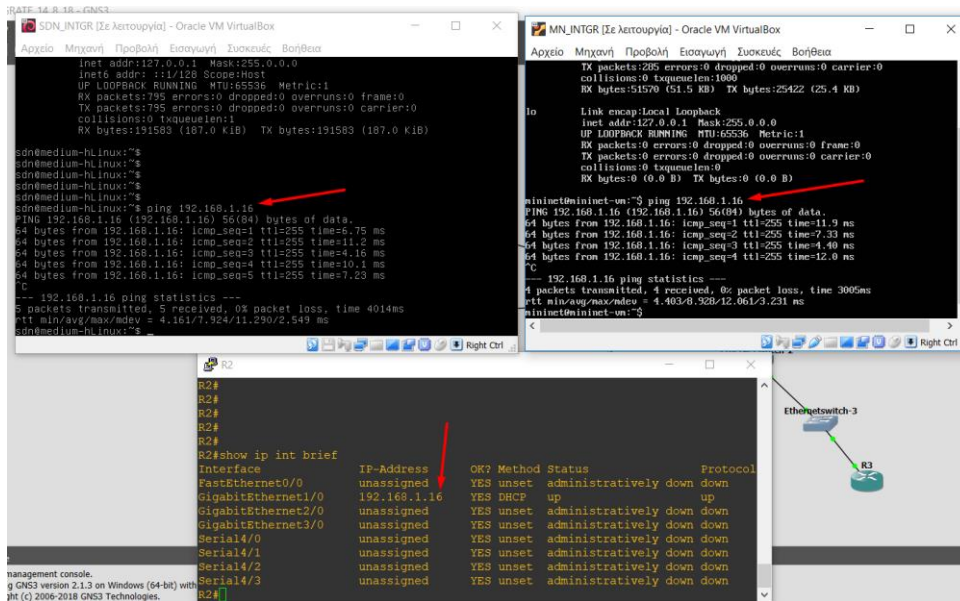 RATE_14_8_18 - GNS3
SDN_INTGR [Σε λειτουργία] - Oracle VM VirtualBox
Αρχείο Μηχανή Προβολή Εισαγωγή Συσκευές Βοήθεια
inet addr:127.0.0.1 Mask:255.0.0.0
inet6 addr: ::1/128 Scope:Host
UP LOOPBACK RUNNING MTU:65536 Metric:1
RX packets:795 errors:0 dropped:0 overruns:0 frame:0
TX packets:795 errors:0 dropped:0 overruns:0 carrier:0
collisions:0 txqueuelen:1
RX bytes:191583 (187.0 KiB) TX bytes:191583 (187.0 KiB)
sdn@medium-hLinux:~$
sdn@medium-hLinux:~$
sdn@medium-hLinux:~$
sdn@medium-hLinux:~$
sdn@medium-hLinux:~$
sdn@medium-hLinux:~$ ping 192.168.1.16
PING 192.168.1.16 (192.168.1.16) 56(84) bytes of data.
64 bytes from 192.168.1.16: icmp_seq=1 ttl=255 time=6.75 ms
64 bytes from 192.168.1.16: icmp_seq=2 ttl=255 time=11.2 ms
64 bytes from 192.168.1.16: icmp_seq=3 ttl=255 time=4.16 ms
64 bytes from 192.168.1.16: icmp_seq=4 ttl=255 time=10.1 ms
64 bytes from 192.168.1.16: icmp_seq=5 ttl=255 time=7.23 ms
^C
--- 192.168.1.16 ping statistics ---
5 packets transmitted, 5 received, 0% packet loss, time 4014ms
rtt min/avg/max/mdev = 4.161/7.924/11.290/2.549 ms
sdn@medium-hLinux:~$ _
Right Ctrl
MN_INTGR [Σε λειτουργία] - Oracle VM VirtualBox
Αρχείο Μηχανή Προβολή Εισαγωγή Συσκευές Βοήθεια
TX packets:285 errors:0 dropped:0 overruns:0 carrier:0
collisions:0 txqueuelen:1000
RX bytes:51570 (51.5 KB) TX bytes:25422 (25.4 KB)
lo Link encap:Local Loopback
inet addr:127.0.0.1 Mask:255.0.0.0
UP LOOPBACK RUNNING MTU:65536 Metric:1
RX packets:0 errors:0 dropped:0 overruns:0 frame:0
TX packets:0 errors:0 dropped:0 overruns:0 carrier:0
collisions:0 txqueuelen:0
RX bytes:0 (0.0 B) TX bytes:0 (0.0 B)
mininet@mininet-vm:~$ ping 192.168.1.16
PING 192.168.1.16 (192.168.1.16) 56(84) bytes of data.
64 bytes from 192.168.1.16: icmp_seq=1 ttl=255 time=11.9 ms
64 bytes from 192.168.1.16: icmp_seq=2 ttl=255 time=7.33 ms
64 bytes from 192.168.1.16: icmp_seq=3 ttl=255 time=4.40 ms
64 bytes from 192.168.1.16: icmp_seq=4 ttl=255 time=12.0 ms
^C
--- 192.168.1.16 ping statistics ---
4 packets transmitted, 4 received, 0% packet loss, time 3005ms
rtt min/avg/max/mdev = 4.403/8.928/12.061/3.231 ms
mininet@mininet-vm:~$
Right Ctrl
R2
R2#
R2#
R2#
R2#
R2#show ip int brief
Interface IP-Address OK? Method Status Protocol
FastEthernet0/0 unassigned YES unset administratively down down
GigabitEthernet1/0 192.168.1.16 YES DHCP up up
GigabitEthernet2/0 unassigned YES unset administratively down down
GigabitEthernet3/0 unassigned YES unset administratively down down
Serial4/0 unassigned YES unset administratively down down
Serial4/1 unassigned YES unset administratively down down
Serial4/2 unassigned YES unset administratively down down
Serial4/3 unassigned YES unset administratively down down
R2#
Ethernetswitch-3
R3
management console.
g GNS3 version 2.1.3 on Windows (64-bit) with
ght (c) 2006-2018 GNS3 Technologies.